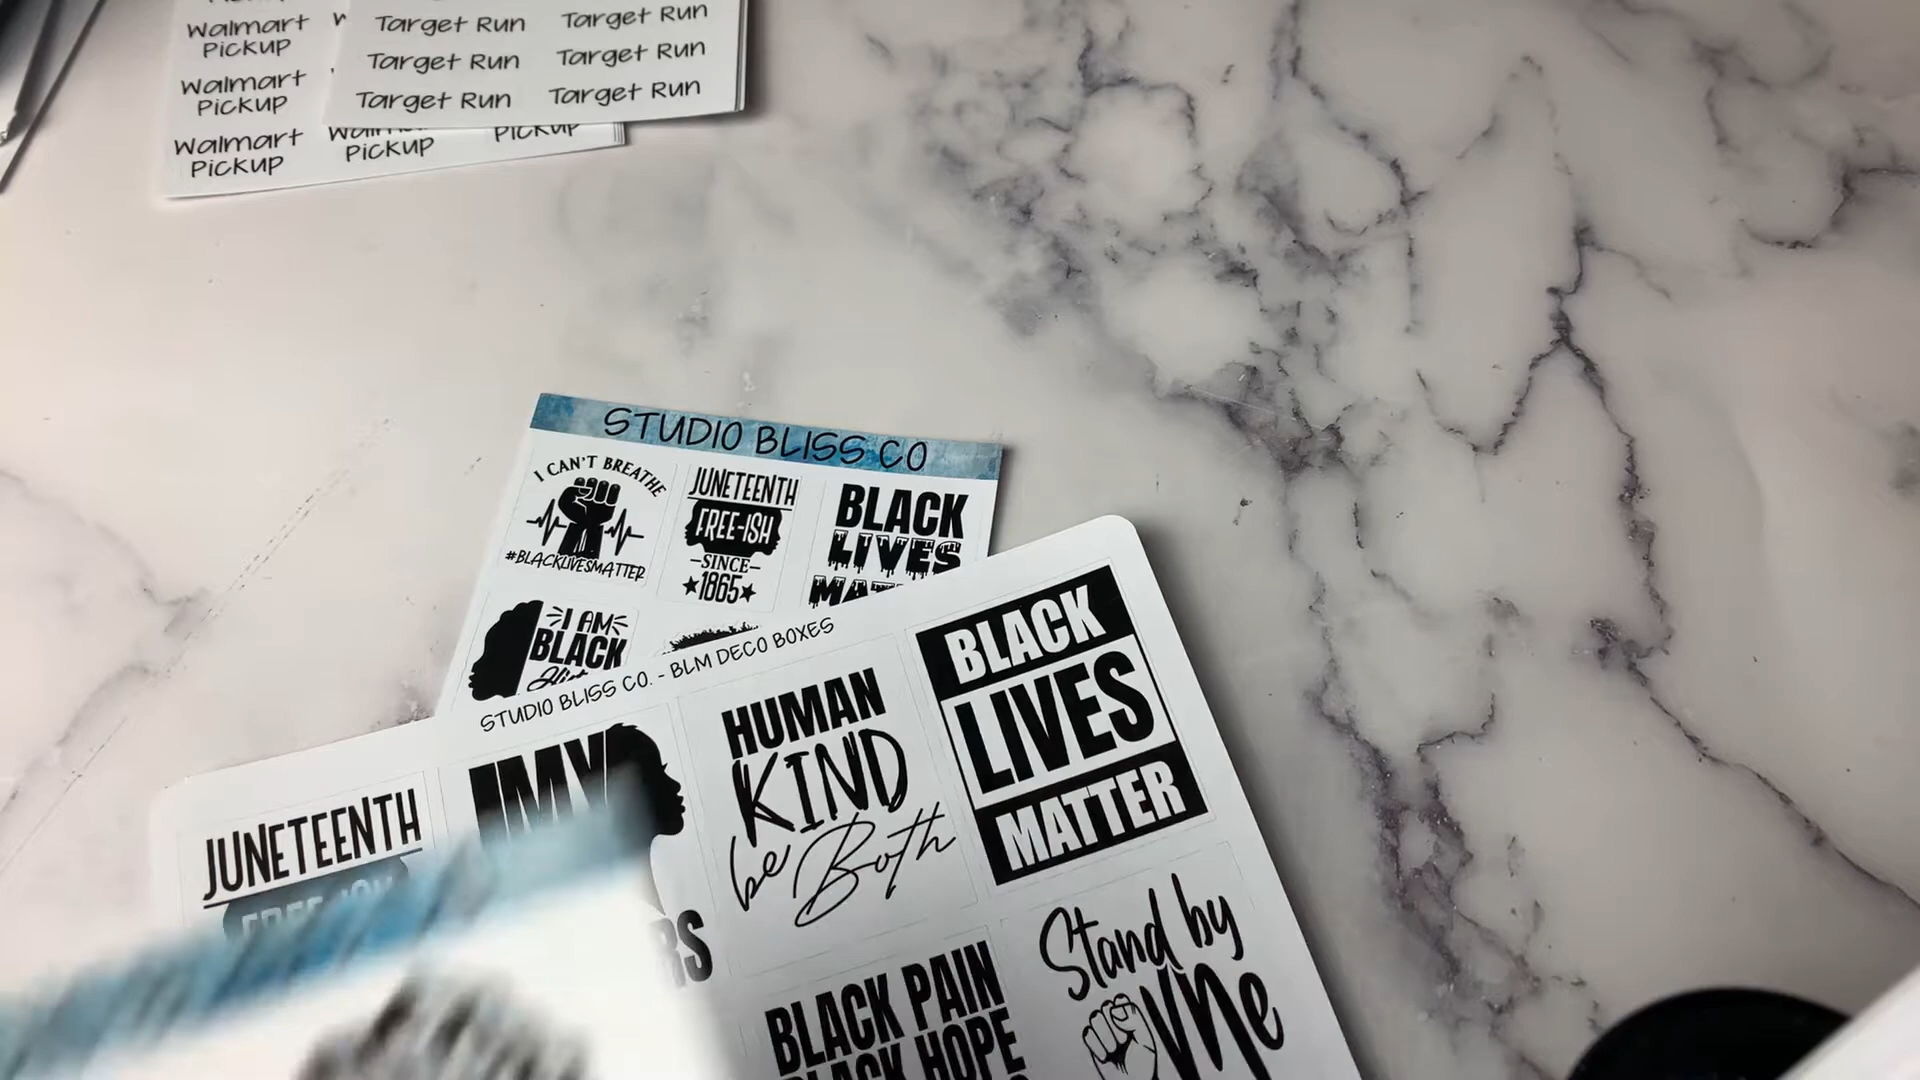 Walmart
Pickup
Walmart
Pickup
Walmart
Pickup
Pickup
Pickup
Target Run
Target Run
Target Run
Target Run
Target Run
Target Run
STUDIO BLISS CO
I CAN'T BREATHE
#BLACKLIVESMATTER
JUNETEENTH
FREE-ISH
-SINCE-
1865
BLACK
LIVES
I AM
BLACK
STUDIO BLISS CO. - BLM DECO BOXES
JUNETEENTH
MY
HUMAN
KIND
be Both
BLACK
LIVES
MATTER
BLACK PAIN
HOPE
Stand by
Me